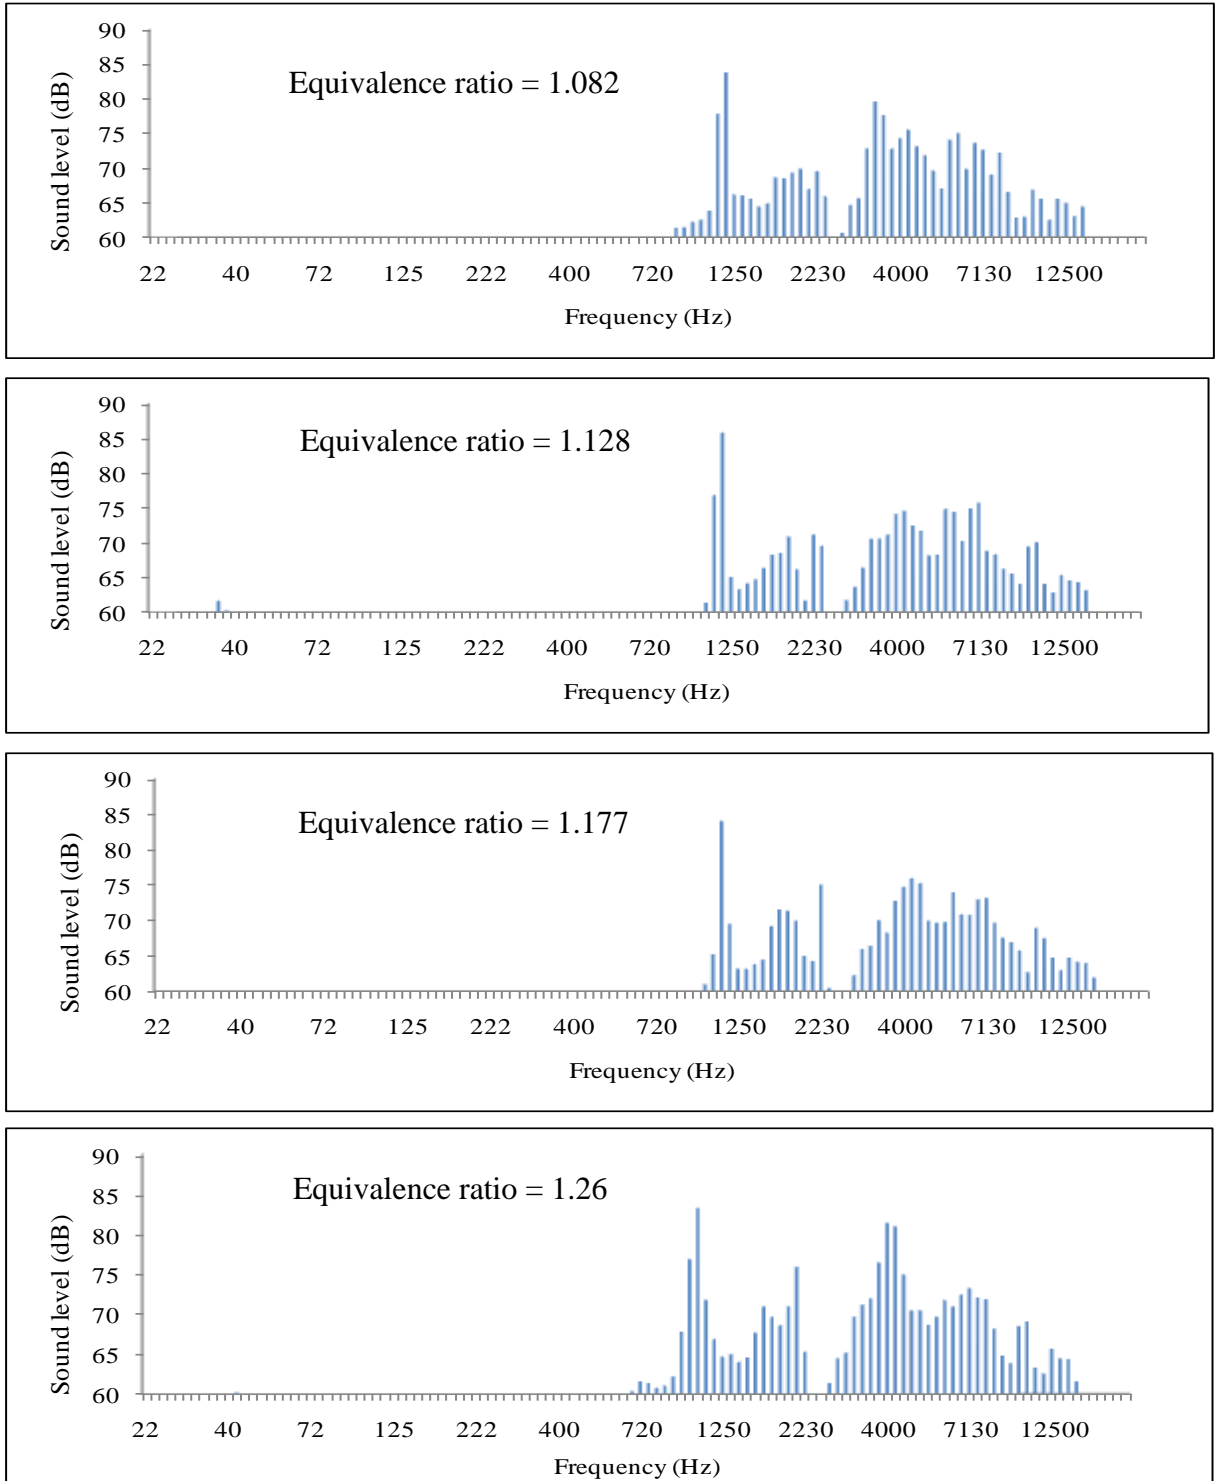 90
85
80
75
70
65
60
Sound level (dB)
Equivalence ratio = 1.082
22 40 72 125 222 400 720 1250 2230 4000 7130 12500
Frequency (Hz)
90
85
80
75
70
65
60
Sound level (dB)
Equivalence ratio = 1.128
22 40 72 125 222 400 720 1250 2230 4000 7130 12500
Frequency (Hz)
90
85
80
75
70
65
60
Sound level (dB)
Equivalence ratio = 1.177
22 40 72 125 222 400 720 1250 2230 4000 7130 12500
Frequency (Hz)
90
85
80
75
70
65
60
Sound level (dB)
Equivalence ratio = 1.26
22 40 72 125 222 400 720 1250 2230 4000 7130 12500
Frequency (Hz)